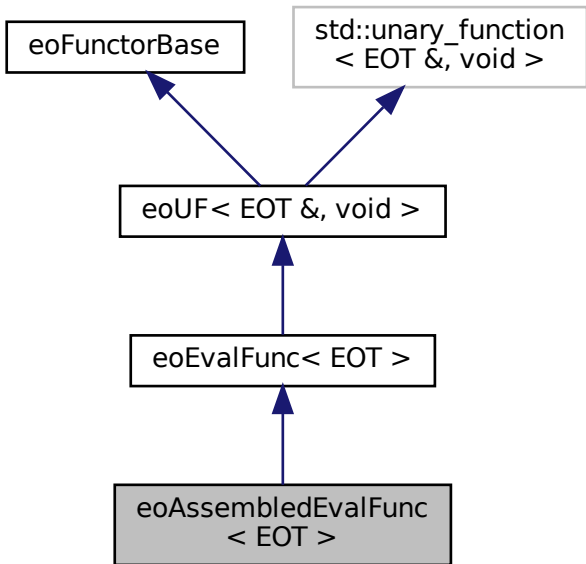 eoFunctorBase
std::unary_function
< EOT &, void >
eoUF< EOT &, void >
eoEvalFunc< EOT >
eoAssembledEvalFunc
< EOT >